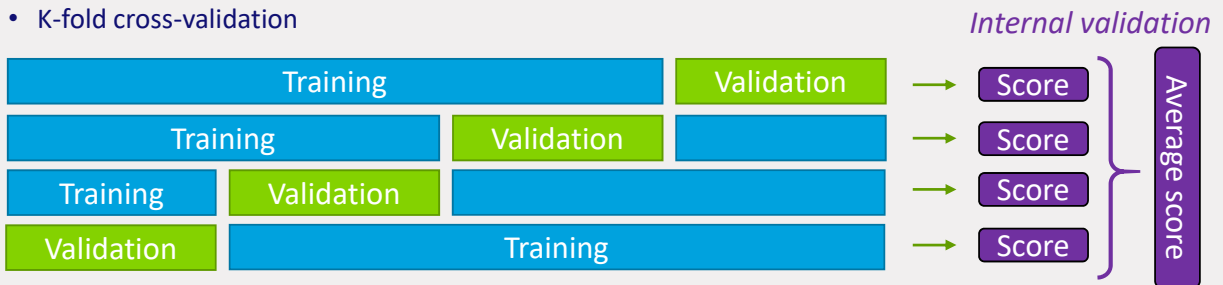 • K-fold cross-validation
Internal validation
Training Validation Score
Training Validation Score
Training Validation Score
Validation Training Score
Average score